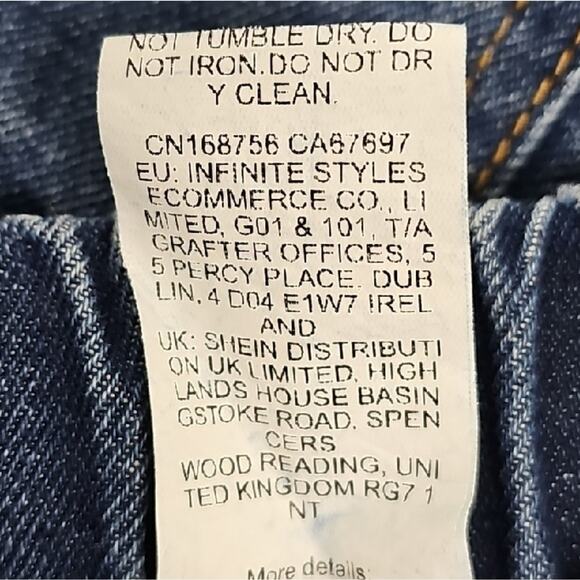 NOT TUMBLE DRY. DO
NOT IRON.DO NOT DR
Y CLEAN.
CN168756 CA67697
EU: INFINITE STYLES
ECOMMERCE CO., LI
MITED, G01 & 101, T/A
GRAFTER OFFICES, 5
5 PERCY PLACE. DUB
LIN, 4 D04 E1W7 IREL
AND
UK: SHEIN DISTRIBUTI
ON UK LIMITED, HIGH
LANDS HOUSE BASIN
GSTOKE ROAD, SPEN
CERS
WOOD READING, UNI
TED KINGDOM RG7 1
NT
More details